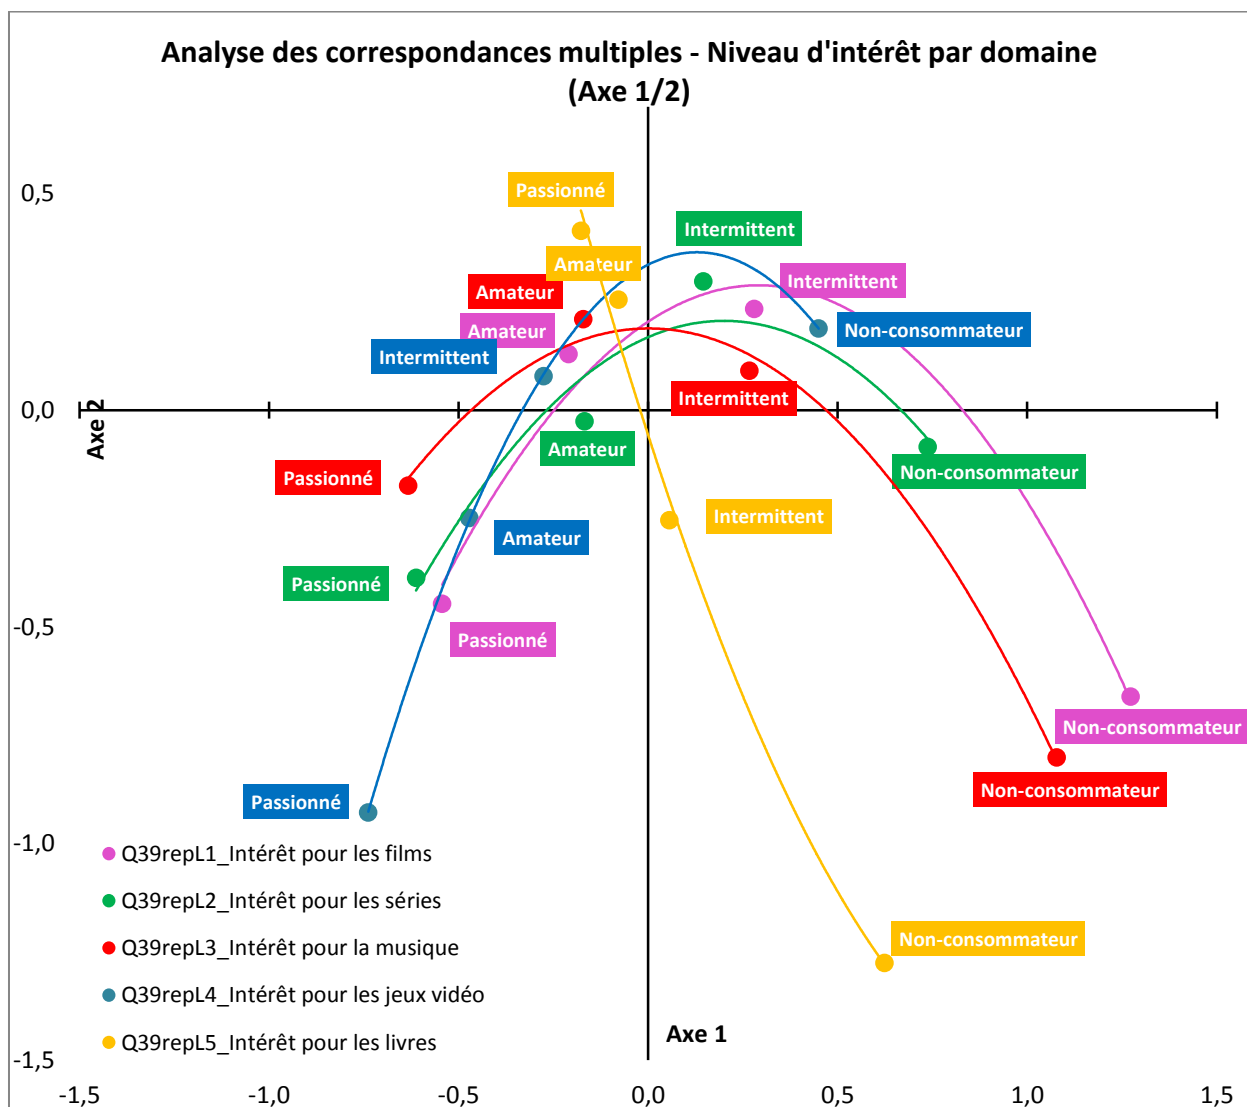 Analyse des correspondances multiples - Niveau d'intérêt par domaine
(Axe 1/2)
0,5
Passionné
Intermittent
Amateur
Intermittent
Amateur
Amateur
Non-consommateur
Intermittent
Intermittent
0,0
Axe 2
Amateur
Non-consommateur
Passionné
Intermittent
Amateur
Passionné
-0,5
Passionné
Non-consommateur
Non-consommateur
Passionné
-1,0
Q39repL1_Intérêt pour les films
Q39repL2_Intérêt pour les séries
Non-consommateur
Q39repL3_Intérêt pour la musique
Q39repL4_Intérêt pour les jeux vidéo
Q39repL5_Intérêt pour les livres
Axe 1
-1,5
-1,5 -1,0 -0,5 0,0 0,5 1,0 1,5